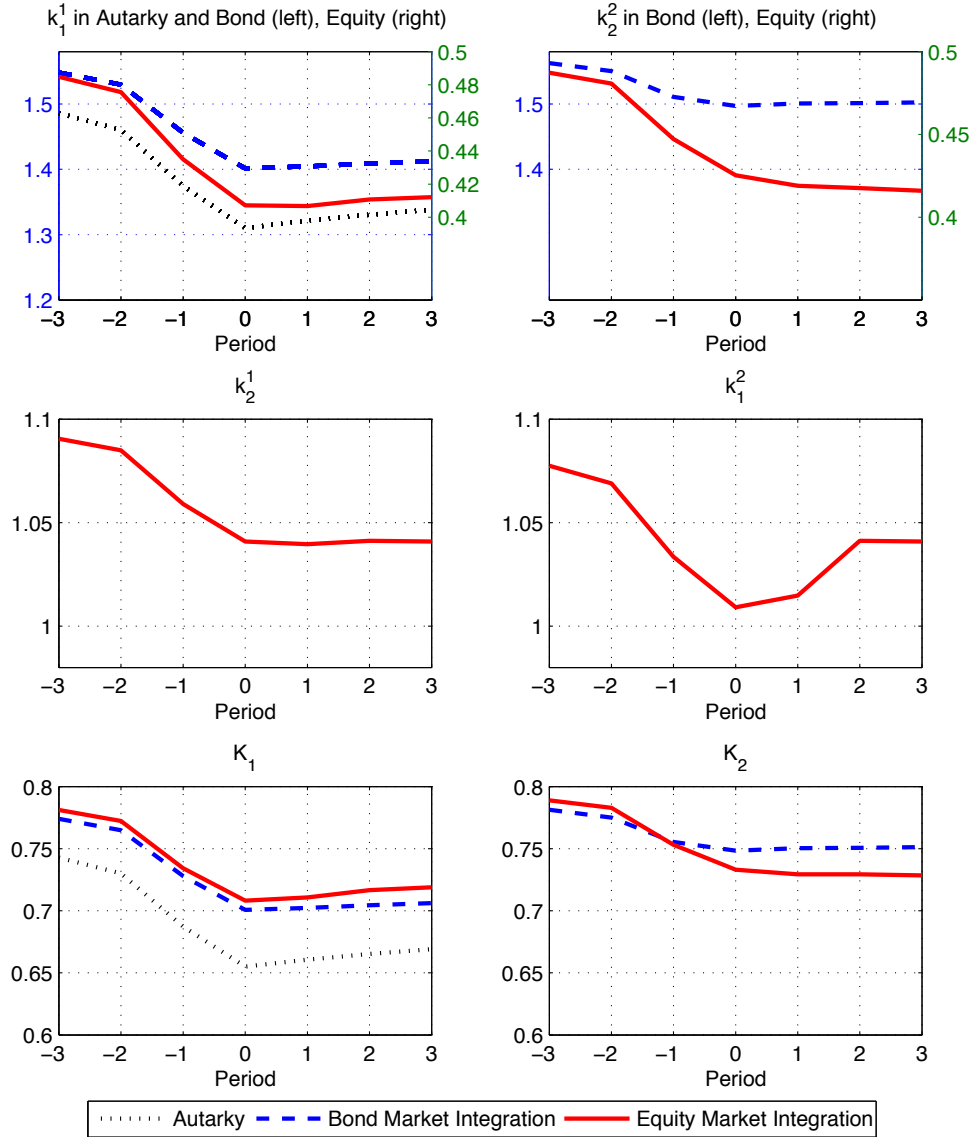 k₁¹ in Autarky and Bond (left), Equity (right)
1.5
1.4
1.3
1.2
0.5
0.48
0.46
0.44
0.42
0.4
−3 −2 −1 0 1 2 3
Period
k₂² in Bond (left), Equity (right)
1.5
1.4
0.5
0.45
0.4
−3 −2 −1 0 1 2 3
Period
k₂¹
1.1
1.05
1
−3 −2 −1 0 1 2 3
Period
k₁²
1.1
1.05
1
−3 −2 −1 0 1 2 3
Period
K₁
0.8
0.75
0.7
0.65
0.6
−3 −2 −1 0 1 2 3
Period
K₂
0.8
0.75
0.7
0.65
0.6
−3 −2 −1 0 1 2 3
Period
Autarky Bond Market Integration Equity Market Integration